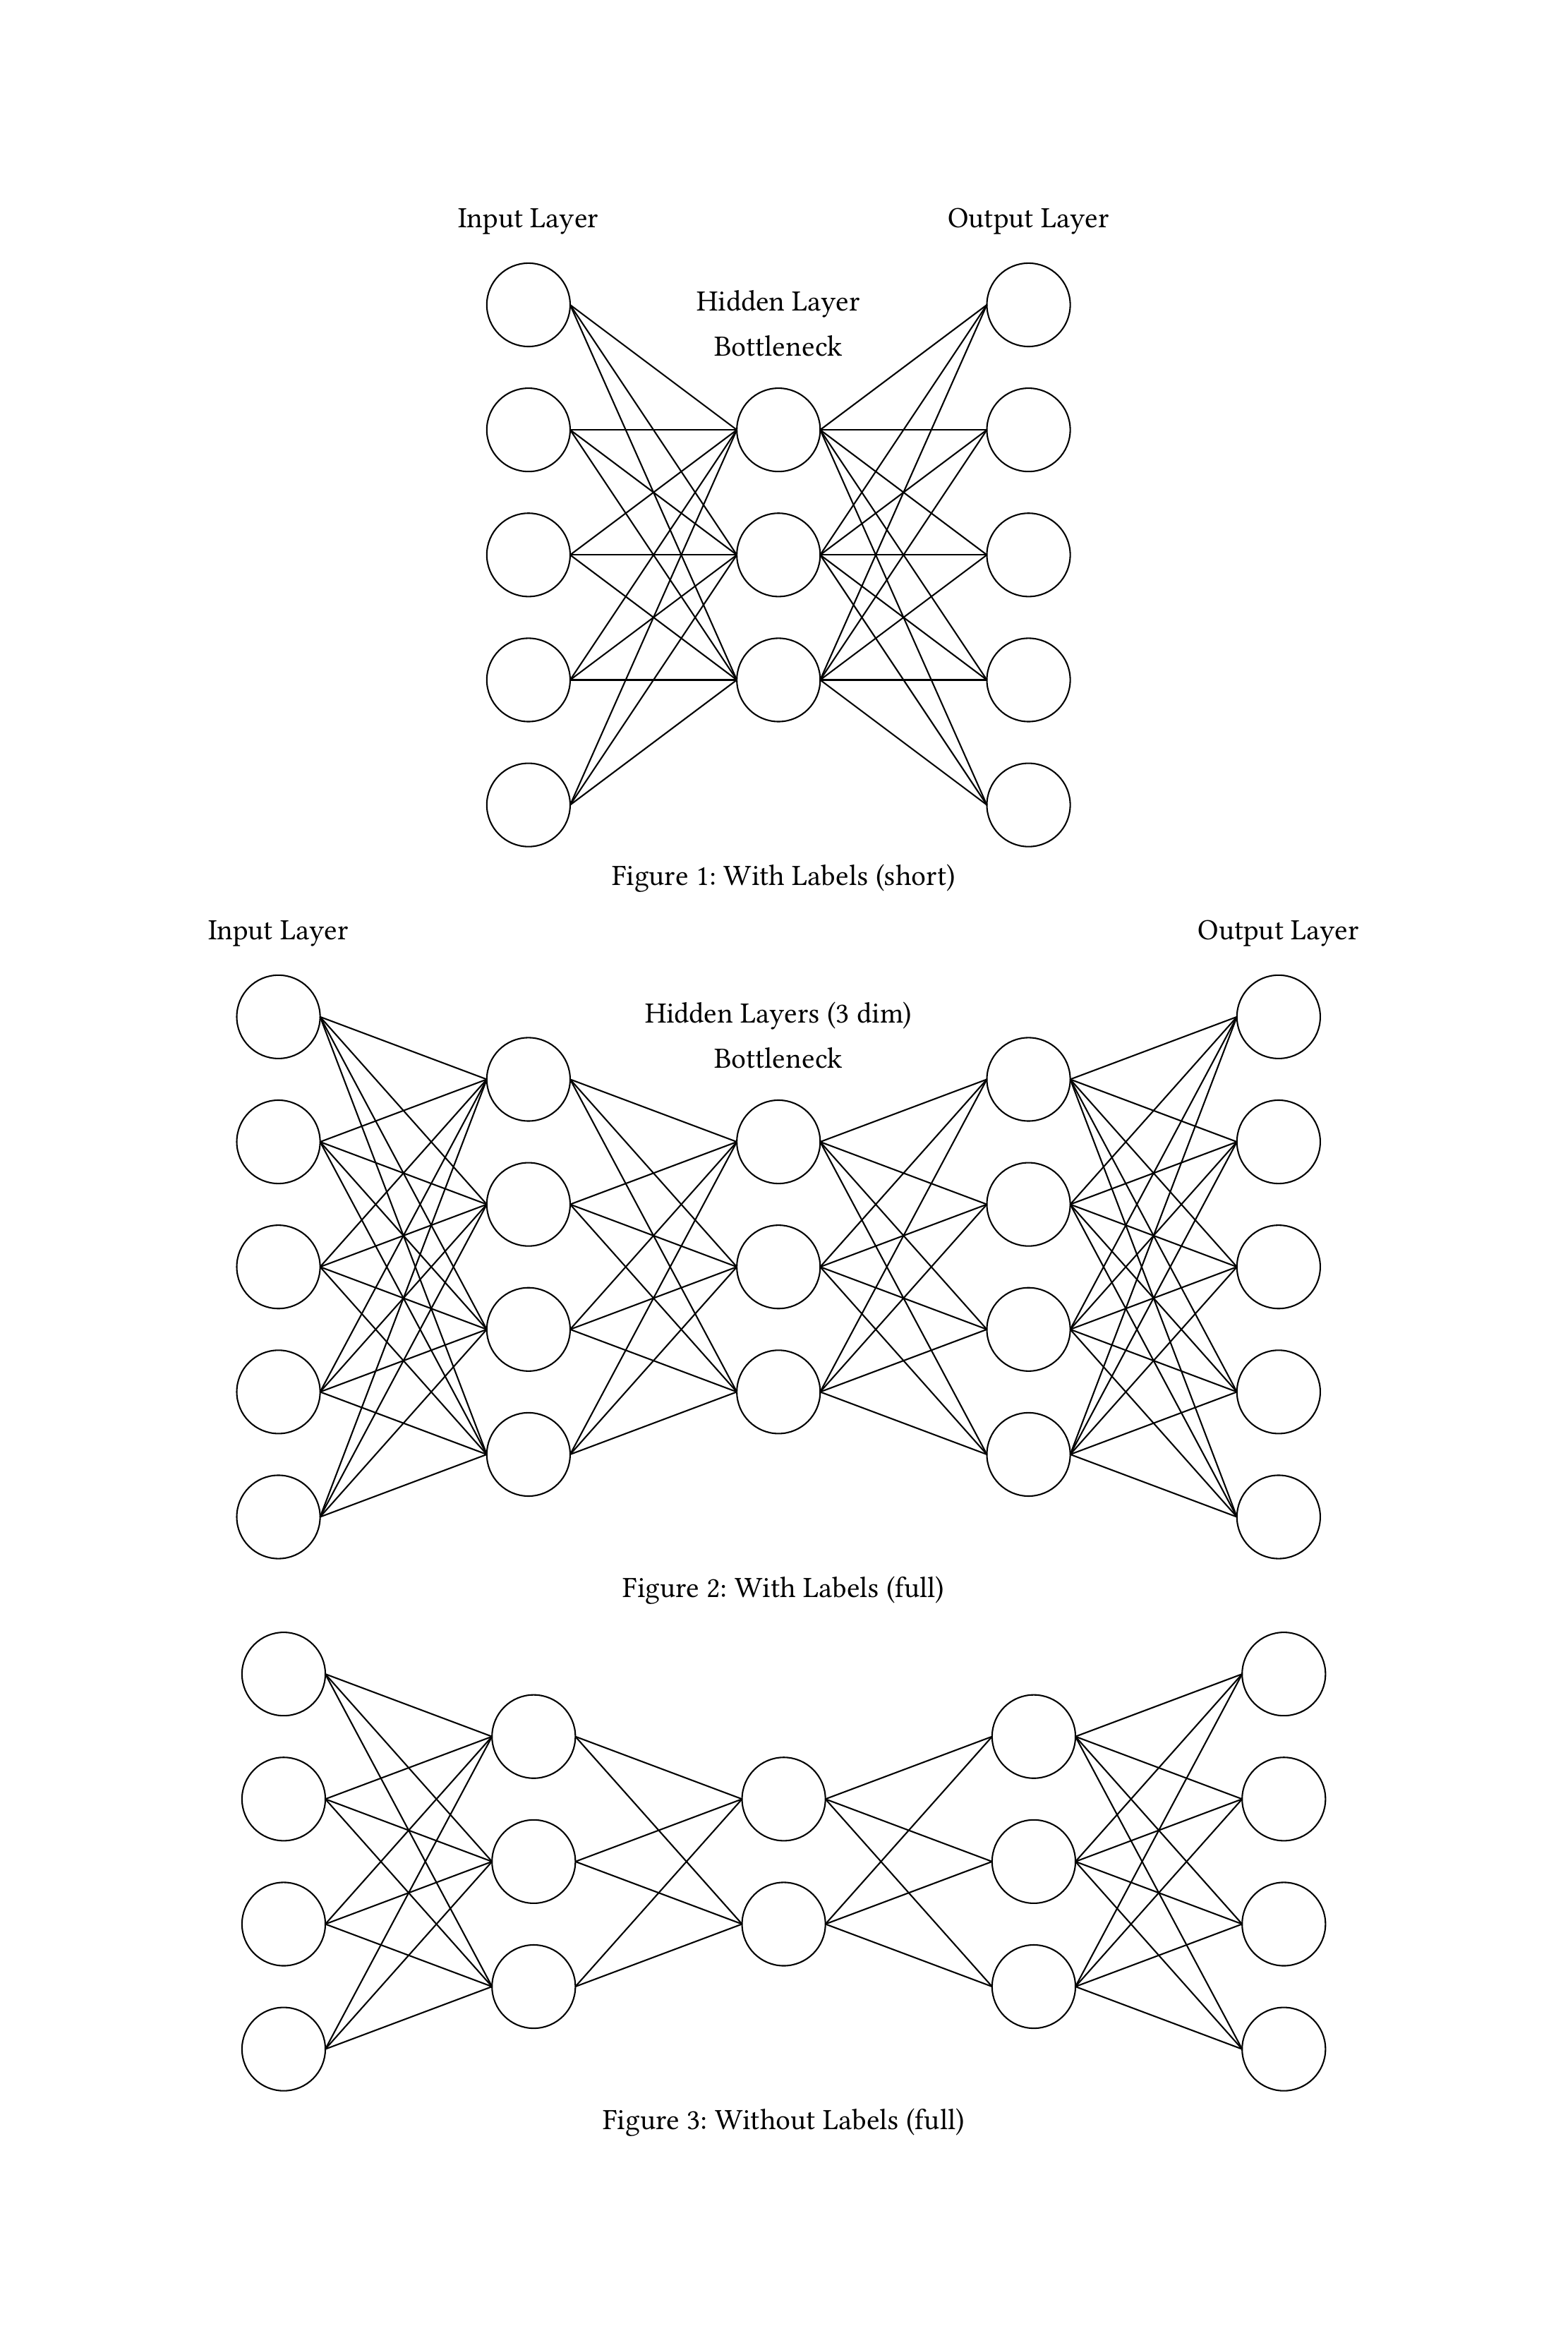 Input Layer
Output Layer
Hidden Layer
Bottleneck
Figure 1: With Labels (short)
Input Layer
Output Layer
Hidden Layers (3 dim)
Bottleneck
Figure 2: With Labels (full)
Figure 3: Without Labels (full)